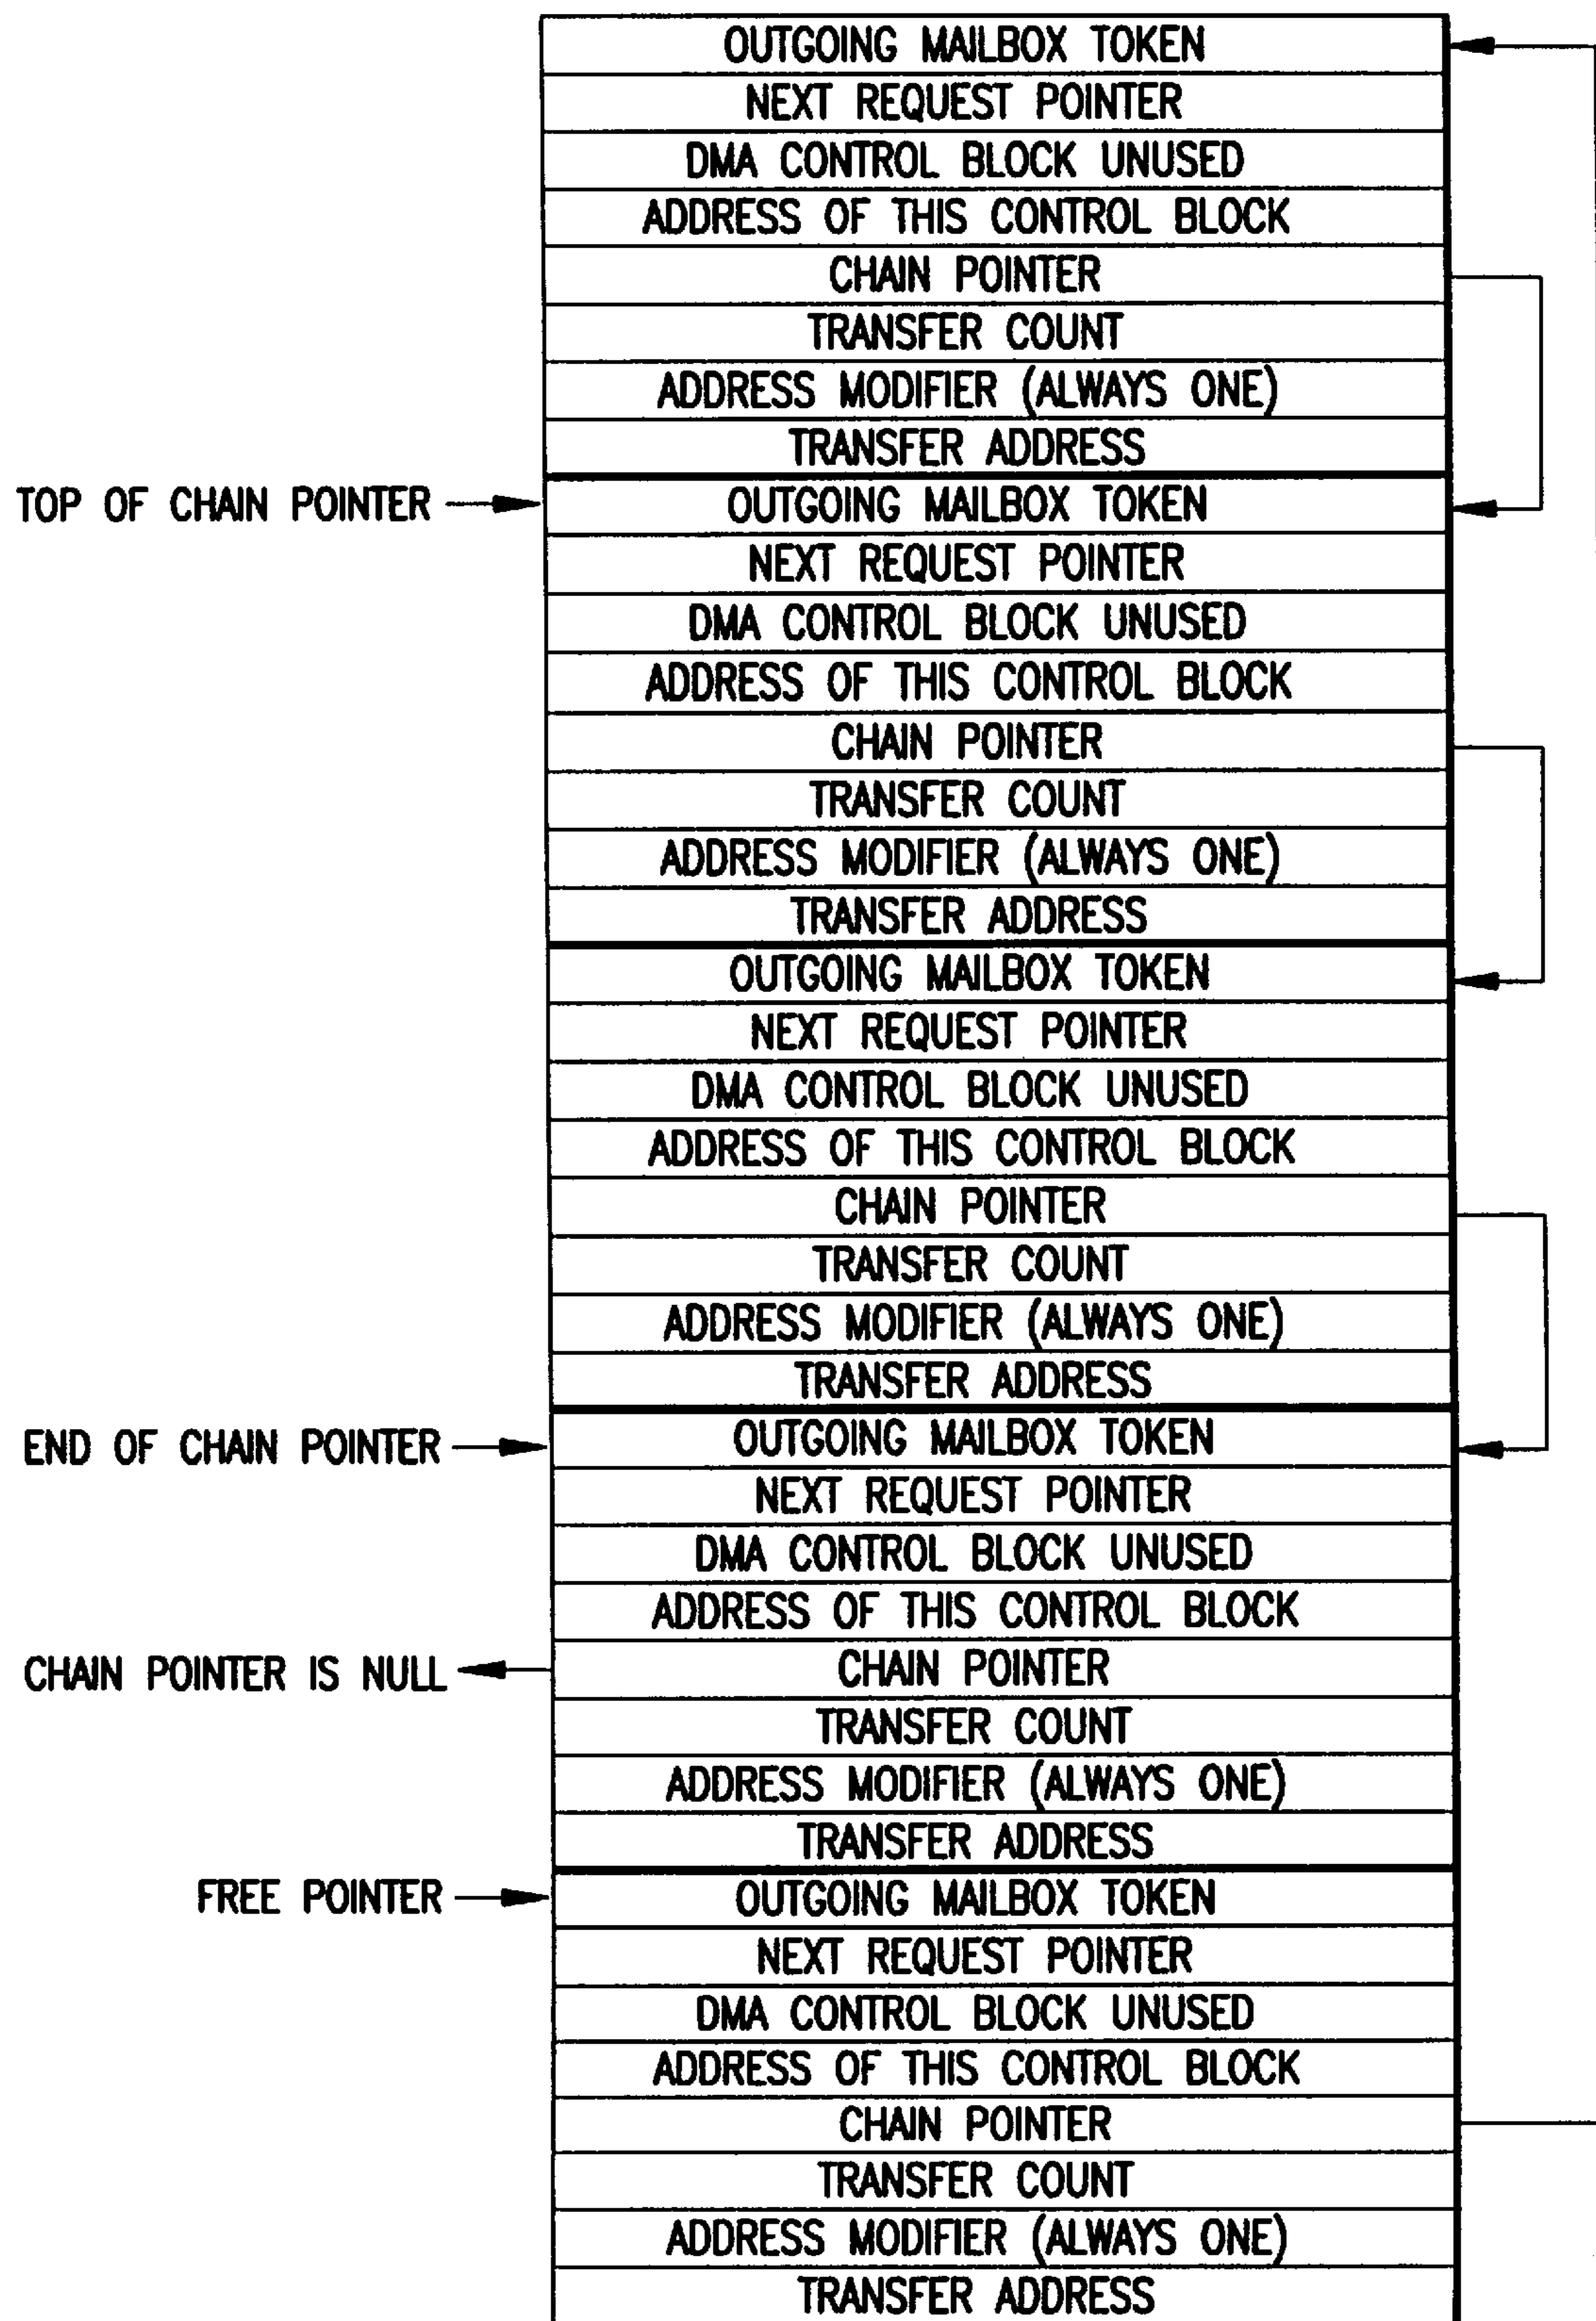 OUTGOING MAILBOX TOKEN
NEXT REQUEST POINTER
DMA CONTROL BLOCK UNUSED
ADDRESS OF THIS CONTROL BLOCK
CHAIN POINTER
TRANSFER COUNT
ADDRESS MODIFIER (ALWAYS ONE)
TRANSFER ADDRESS
TOP OF CHAIN POINTER
OUTGOING MAILBOX TOKEN
NEXT REQUEST POINTER
DMA CONTROL BLOCK UNUSED
ADDRESS OF THIS CONTROL BLOCK
CHAIN POINTER
TRANSFER COUNT
ADDRESS MODIFIER (ALWAYS ONE)
TRANSFER ADDRESS
OUTGOING MAILBOX TOKEN
NEXT REQUEST POINTER
DMA CONTROL BLOCK UNUSED
ADDRESS OF THIS CONTROL BLOCK
CHAIN POINTER
TRANSFER COUNT
ADDRESS MODIFIER (ALWAYS ONE)
TRANSFER ADDRESS
END OF CHAIN POINTER
OUTGOING MAILBOX TOKEN
NEXT REQUEST POINTER
DMA CONTROL BLOCK UNUSED
ADDRESS OF THIS CONTROL BLOCK
CHAIN POINTER IS NULL
CHAIN POINTER
TRANSFER COUNT
ADDRESS MODIFIER (ALWAYS ONE)
TRANSFER ADDRESS
FREE POINTER
OUTGOING MAILBOX TOKEN
NEXT REQUEST POINTER
DMA CONTROL BLOCK UNUSED
ADDRESS OF THIS CONTROL BLOCK
CHAIN POINTER
TRANSFER COUNT
ADDRESS MODIFIER (ALWAYS ONE)
TRANSFER ADDRESS